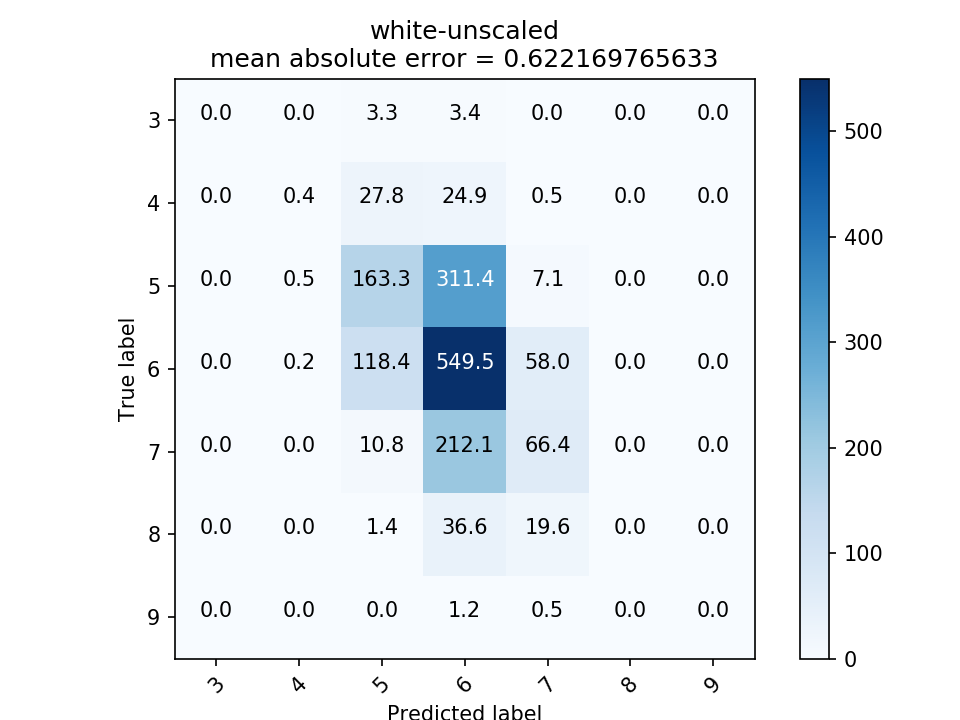 white-unscaled
mean absolute error = 0.622169765633
3 0.0 0.0 3.3 3.4 0.0 0.0 0.0
4 0.0 0.4 27.8 24.9 0.5 0.0 0.0
5 0.0 0.5 163.3 311.4 7.1 0.0 0.0
6 0.0 0.2 118.4 549.5 58.0 0.0 0.0
7 0.0 0.0 10.8 212.1 66.4 0.0 0.0
8 0.0 0.0 1.4 36.6 19.6 0.0 0.0
9 0.0 0.0 0.0 1.2 0.5 0.0 0.0
3 4 5 6 7 8 9
True label
Predicted label
500
400
300
200
100
0